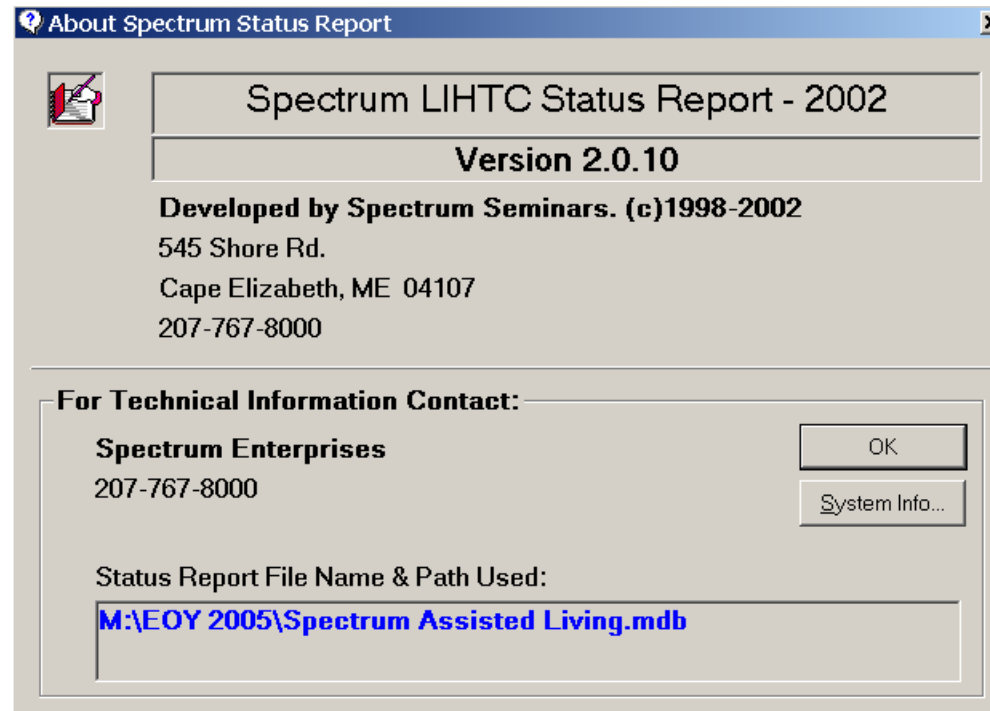 About Spectrum Status Report
Spectrum LIHTC Status Report - 2002
Version 2.0.10
Developed by Spectrum Seminars. (c)1998-2002
545 Shore Rd.
Cape Elizabeth, ME 04107
207-767-8000
For Technical Information Contact:
Spectrum Enterprises
207-767-8000
OK
System Info...
Status Report File Name & Path Used:
M:\EOY 2005\Spectrum Assisted Living.mdb